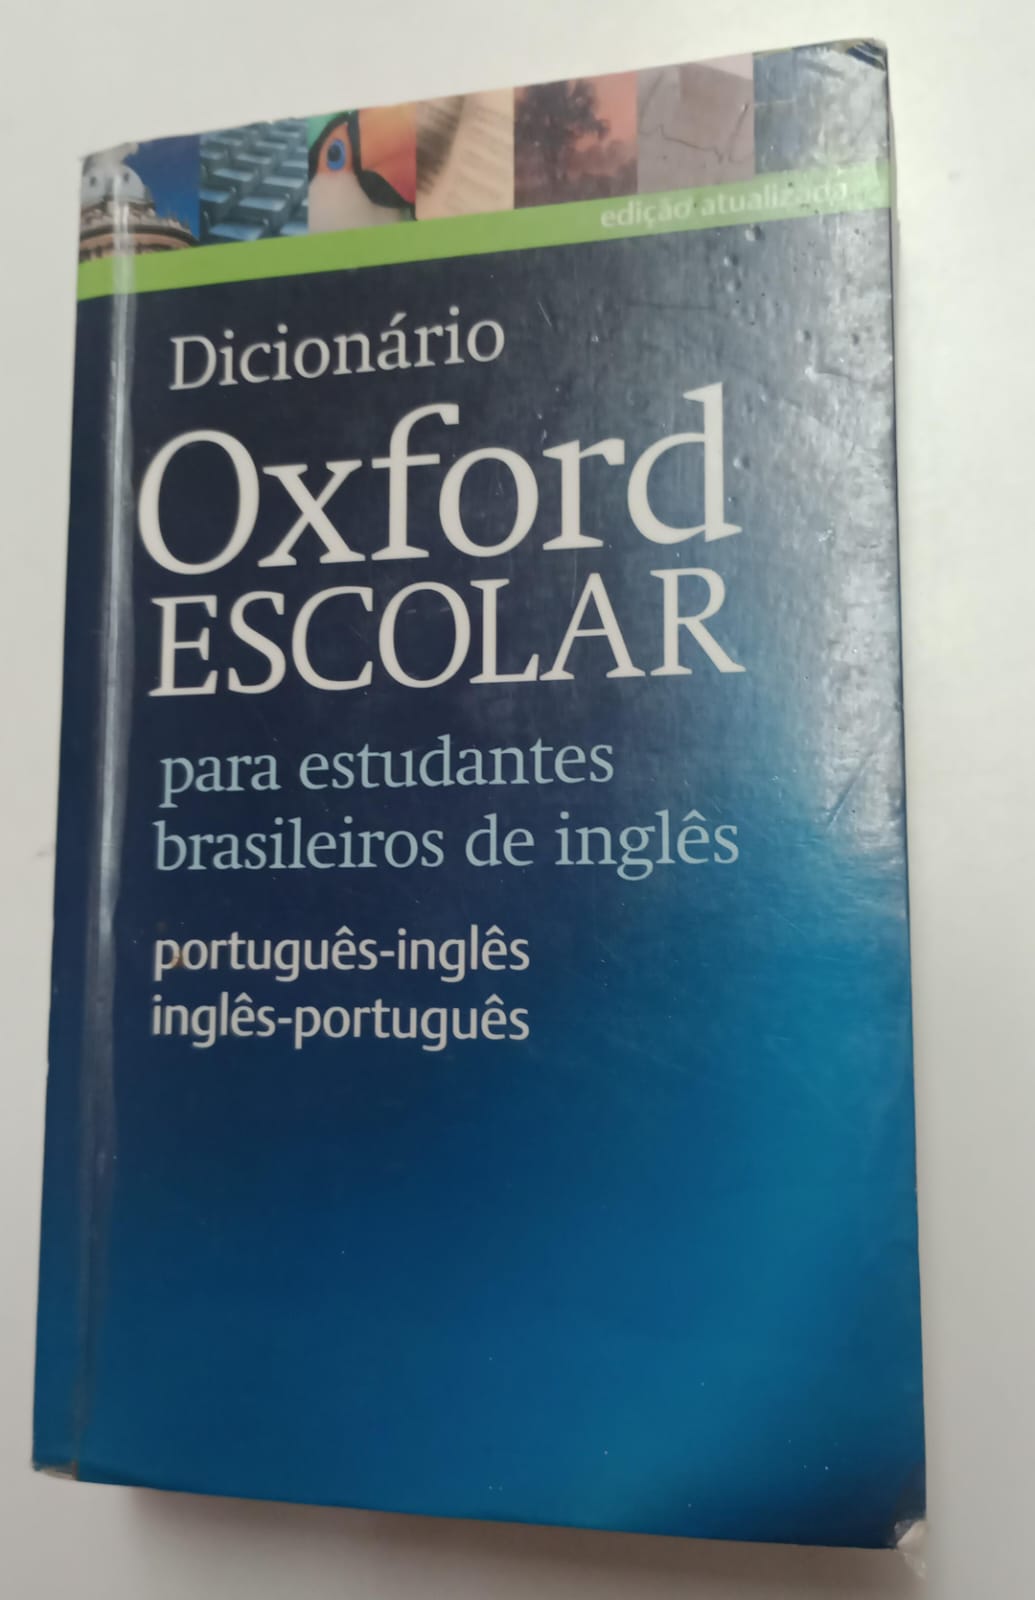 edição atualizada
Dicionário
Oxford
ESCOLAR
para estudantes
brasileiros de inglês
português-inglês
inglês-português